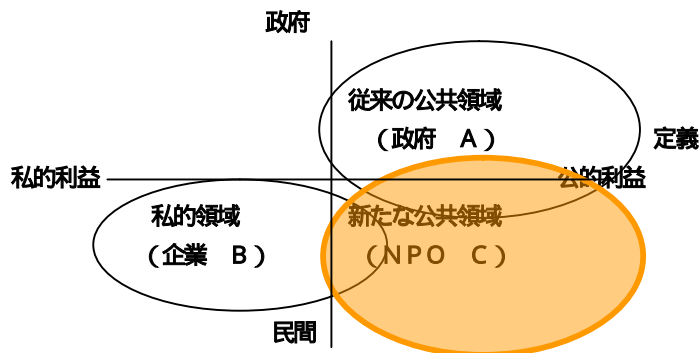 政府
従来の公共領域
（政府　Ａ）
定義
私的利益
公的利益
私的領域
（企業　Ｂ）
新たな公共領域
（ＮＰＯ　Ｃ）
民間